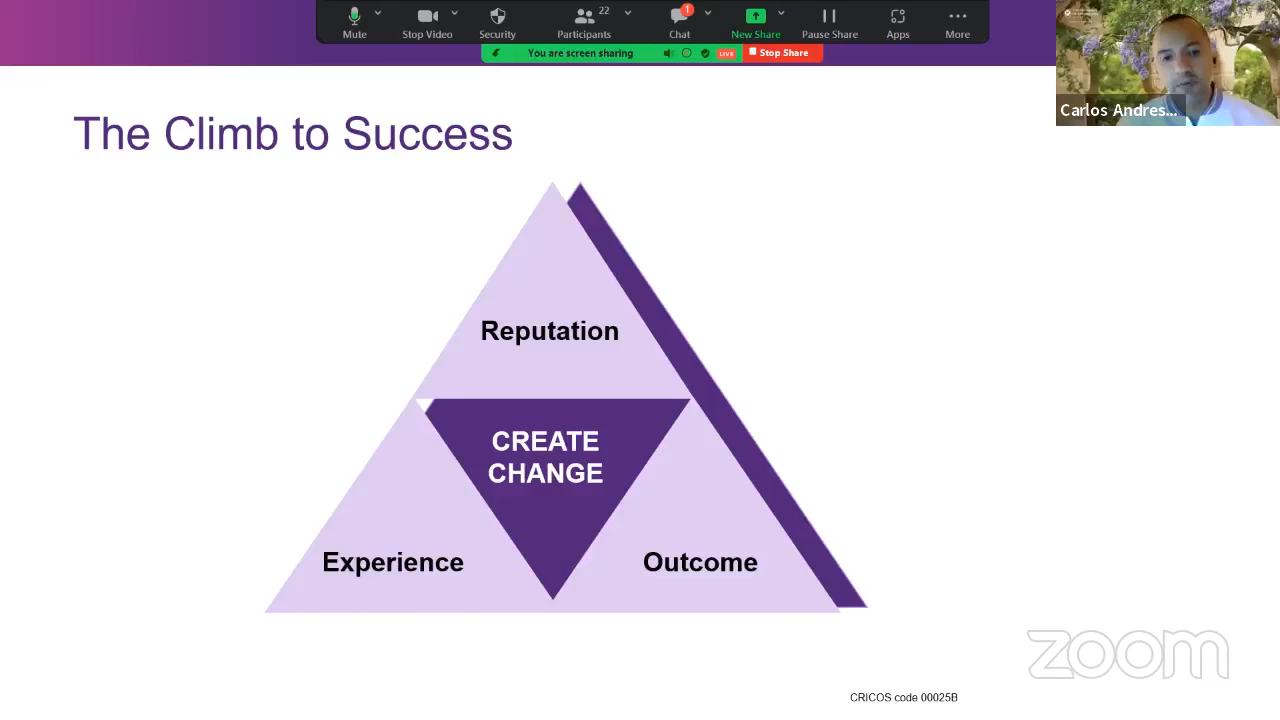 Mute
Stop Video
Security
22
Participants
1
Chat
New Share
Pause Share
Apps
More
You are screen sharing
LIVE
Stop Share
Carlos Andres...
The Climb to Success
Reputation
CREATE
CHANGE
Experience
Outcome
zoom
CRICOS code 00025B